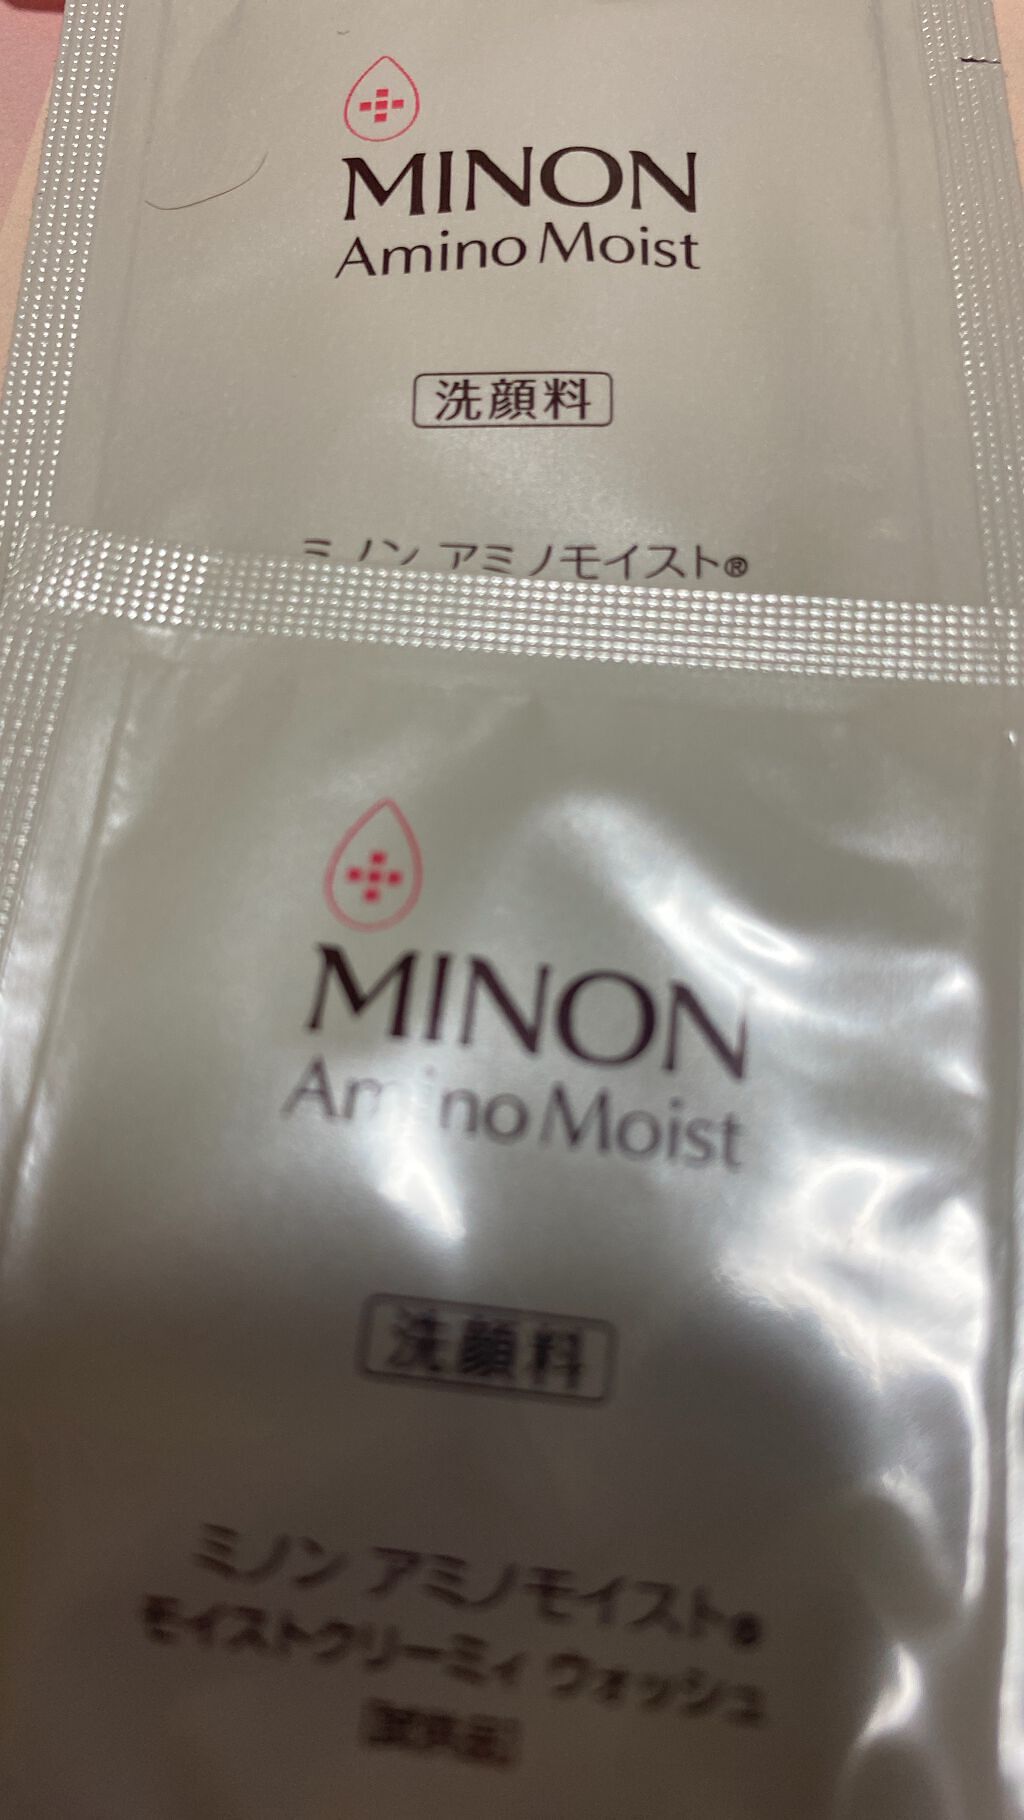 MINON
Amino Moist
洗顔料
ミノン アミノモイスト®
MINON
Amino Moist
洗顔料
ミノン アミノモイスト®
モイストクリーミィ ウォッシュ
[試供品]